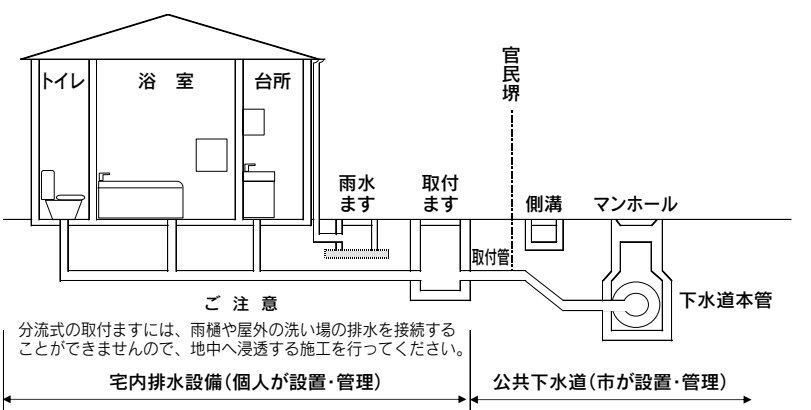 トイレ
浴室
台所
官民堺
雨水
ます
取付
ます
側溝
マンホール
取付管
下水道本管
ご注意
分流式の取付ますには、雨樋や屋外の洗い場の排水を接続する
ことができませんので、地中へ浸透する施工を行ってください。
宅内排水設備(個人が設置・管理)
公共下水道(市が設置・管理)